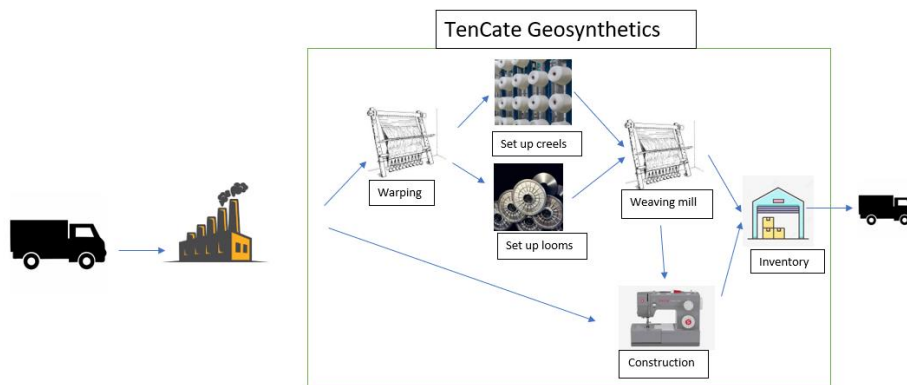 TenCate Geosynthetics
Set up creels
Warping
Set up looms
Weaving mill
Inventory
Construction